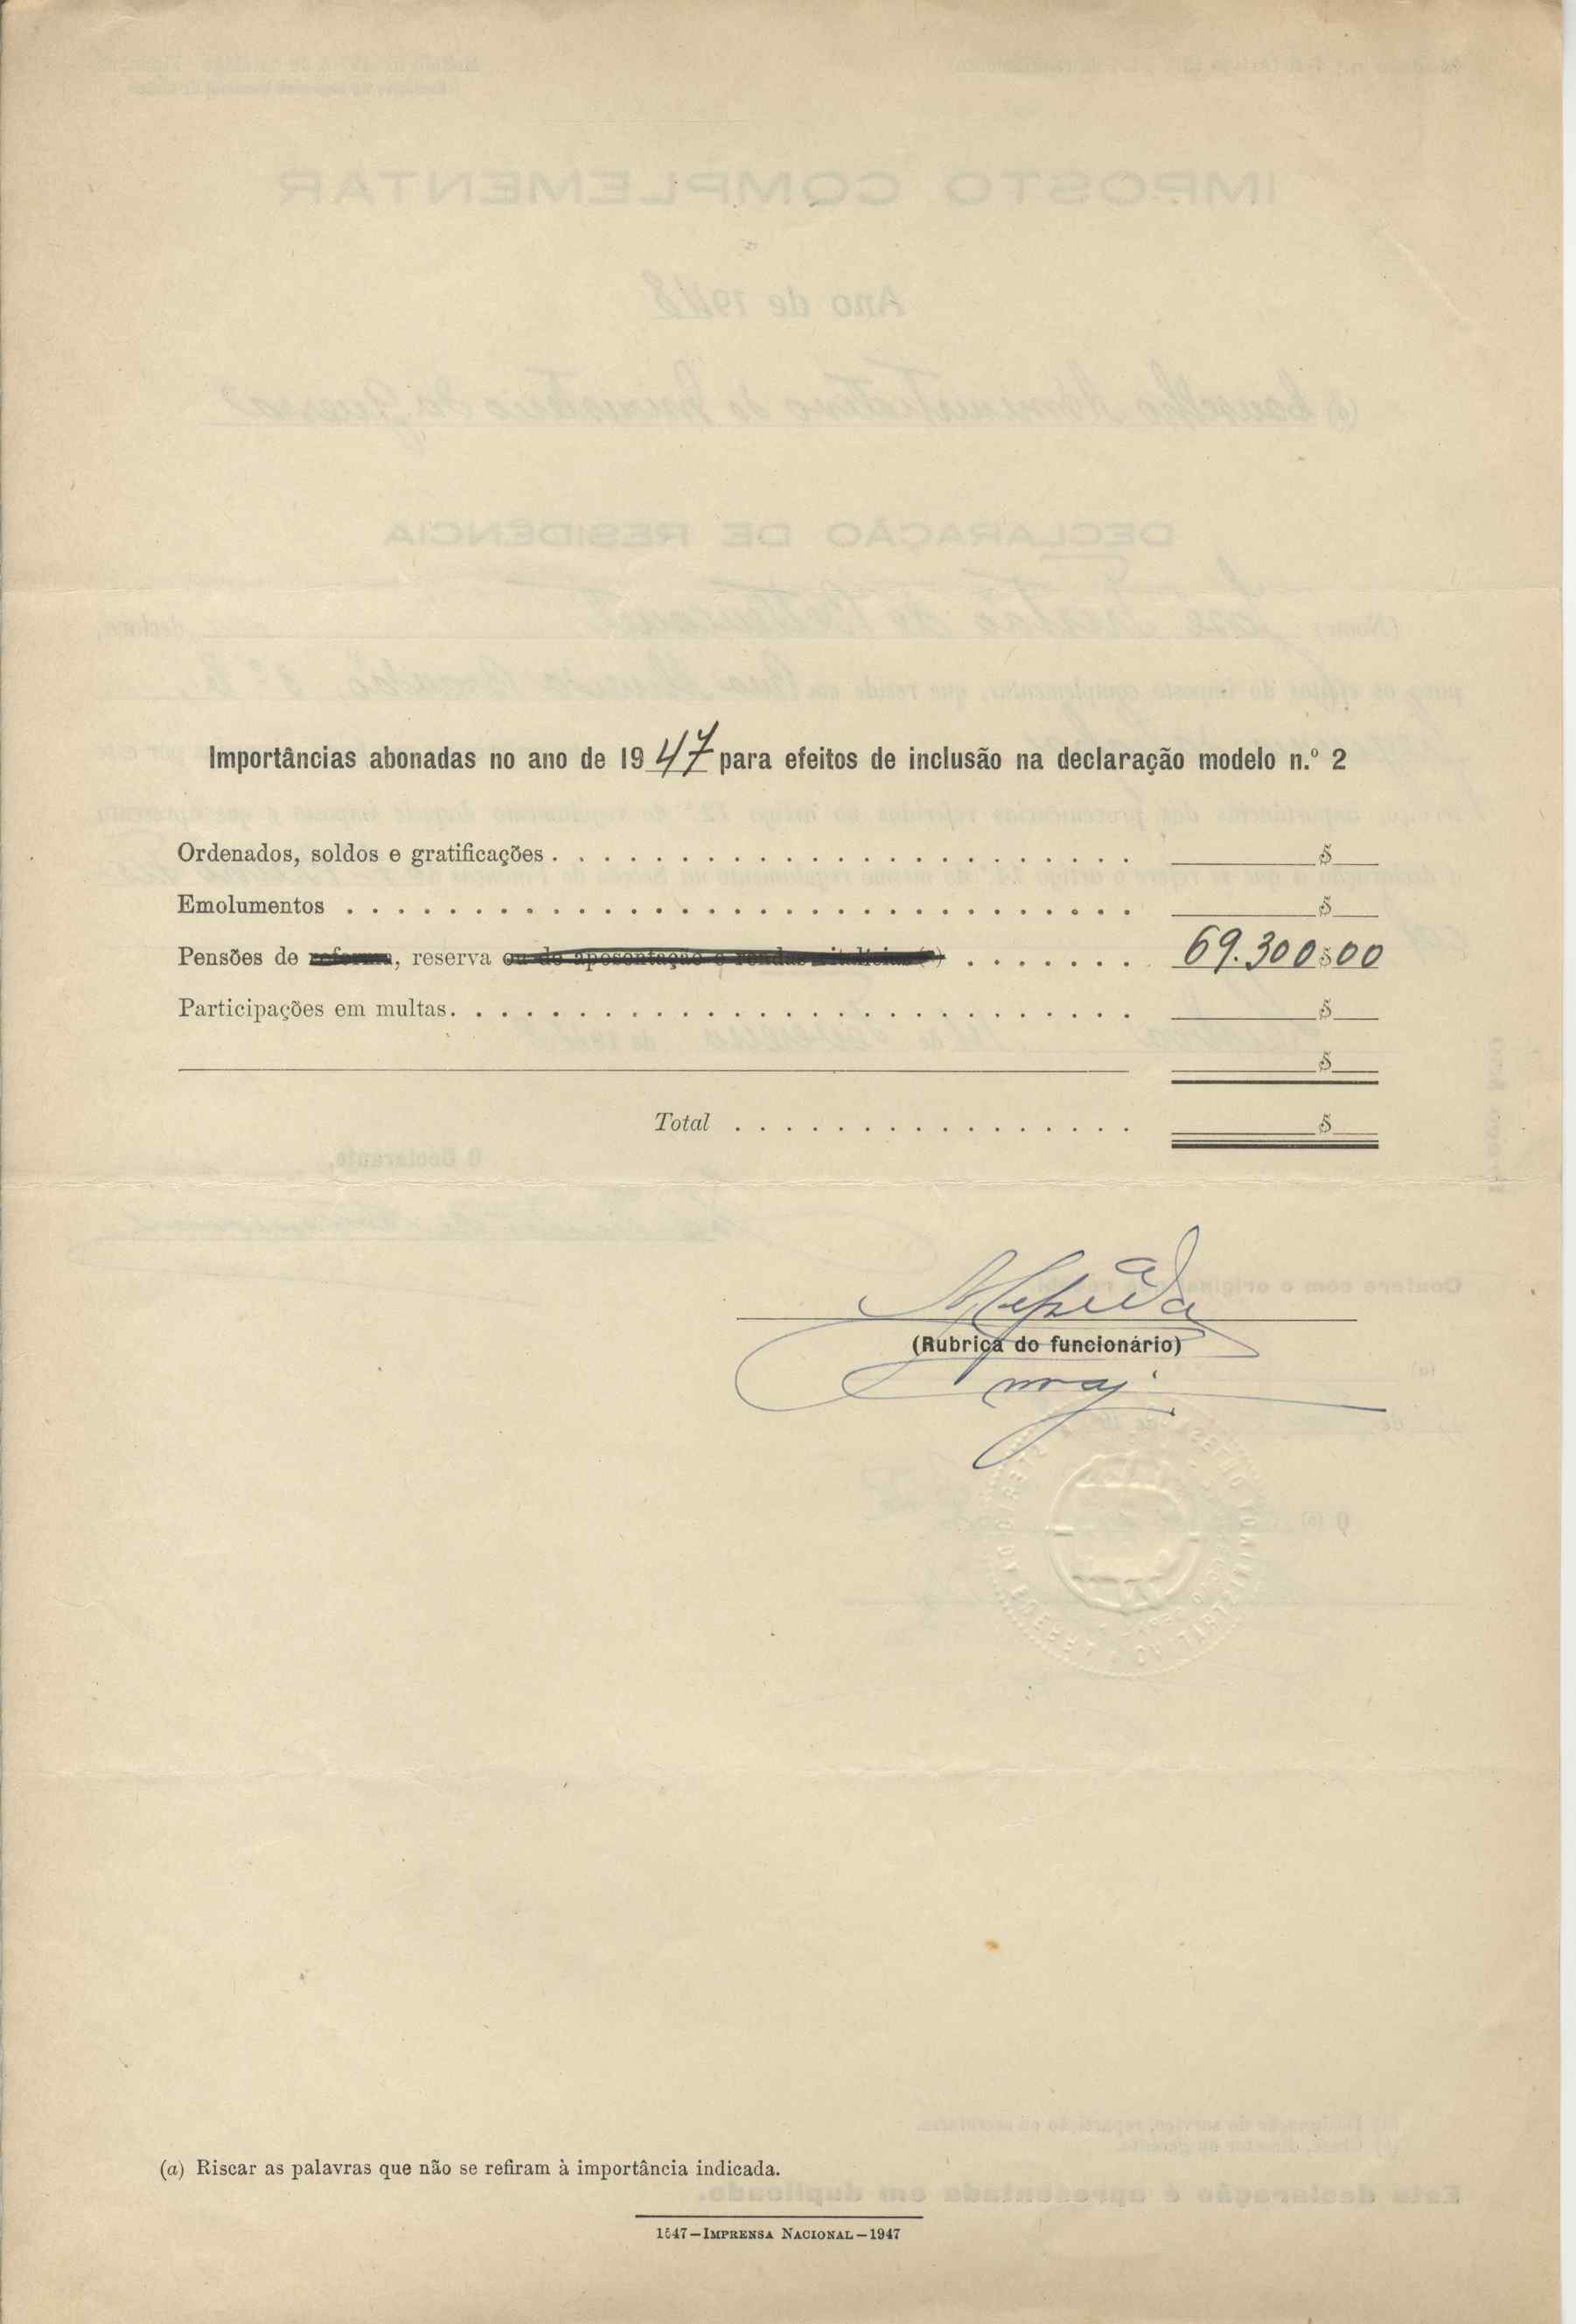 Importâncias abonadas no ano de 1947 para efeitos de inclusão na declaração modelo n.º 2
Ordenados, soldos e gratificações . . . . . . . . . . . . . . . . . . . . . . . $
Emolumentos . . . . . . . . . . . . . . . . . . . . . . . . . . . . . . . $
Pensões de reforma, reserva ou de aposentação e rendas vitalícias (a) . . . . . . . 69.300$00
Participações em multas. . . . . . . . . . . . . . . . . . . . . . . . . . . $
$
Total . . . . . . . . . . . . . . . . $
(Rubrica do funcionário)
maj.
(a) Riscar as palavras que não se refiram à importância indicada.
1547—IMPRENSA NACIONAL—1947